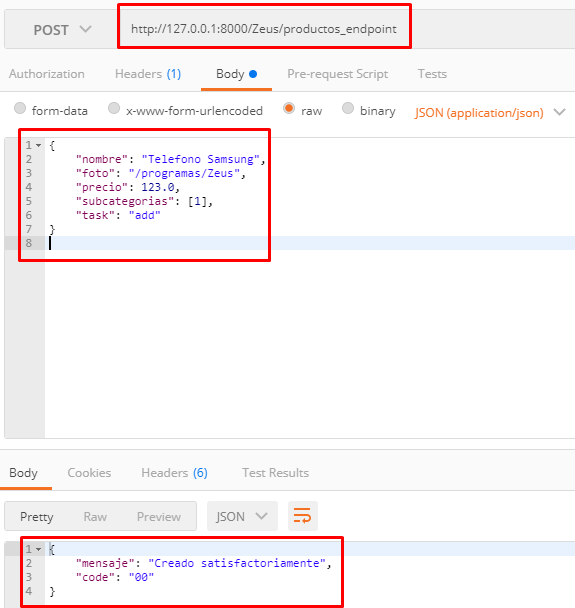 POST http://127.0.0.1:8000/Zeus/productos_endpoint
Authorization Headers (1) Body Pre-request Script Tests
form-data x-www-form-urlencoded raw binary JSON (application/json)
1 {
2 "nombre": "Telefono Samsung",
3 "foto": "/programas/Zeus",
4 "precio": 123.0,
5 "subcategorias": [1],
6 "task": "add"
7 }
8
Body Cookies Headers (6) Test Results
Pretty Raw Preview JSON
1 {
2 "mensaje": "Creado satisfactoriamente",
3 "code": "00"
4 }